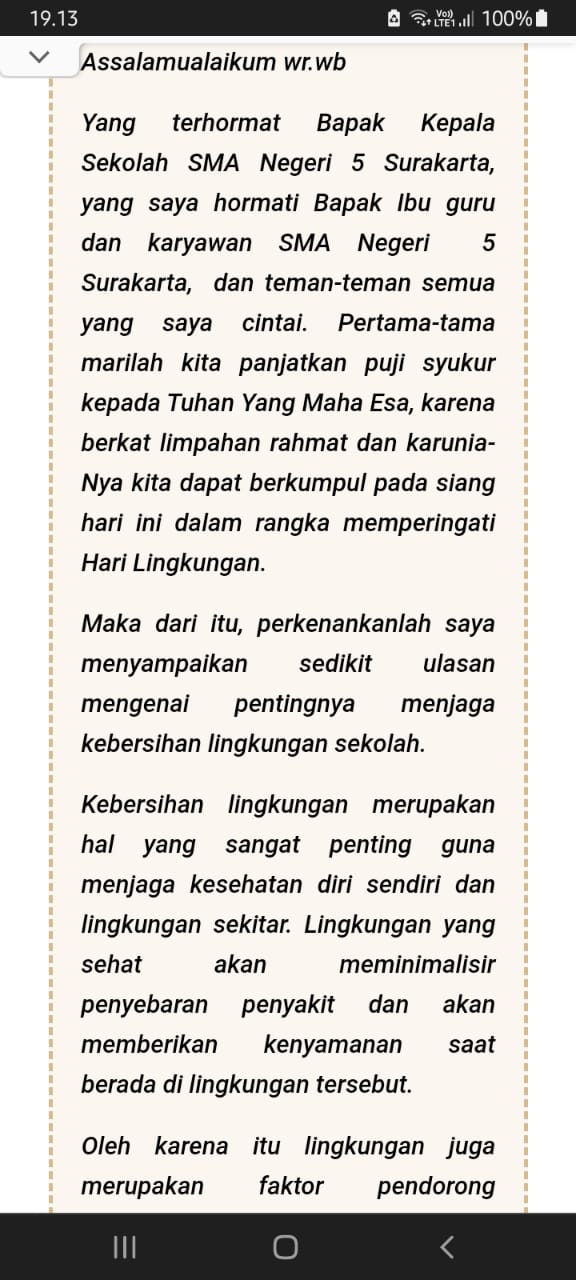 19.13 Vo)) LTE1 100%
Assalamualaikum wr.wb
Yang terhormat Bapak Kepala
Sekolah SMA Negeri 5 Surakarta,
yang saya hormati Bapak Ibu guru
dan karyawan SMA Negeri 5
Surakarta, dan teman-teman semua
yang saya cintai. Pertama-tama
marilah kita panjatkan puji syukur
kepada Tuhan Yang Maha Esa, karena
berkat limpahan rahmat dan karunia-
Nya kita dapat berkumpul pada siang
hari ini dalam rangka memperingati
Hari Lingkungan.
Maka dari itu, perkenankanlah saya
menyampaikan sedikit ulasan
mengenai pentingnya menjaga
kebersihan lingkungan sekolah.
Kebersihan lingkungan merupakan
hal yang sangat penting guna
menjaga kesehatan diri sendiri dan
lingkungan sekitar. Lingkungan yang
sehat akan meminimalisir
penyebaran penyakit dan akan
memberikan kenyamanan saat
berada di lingkungan tersebut.
Oleh karena itu lingkungan juga
merupakan faktor pendorong